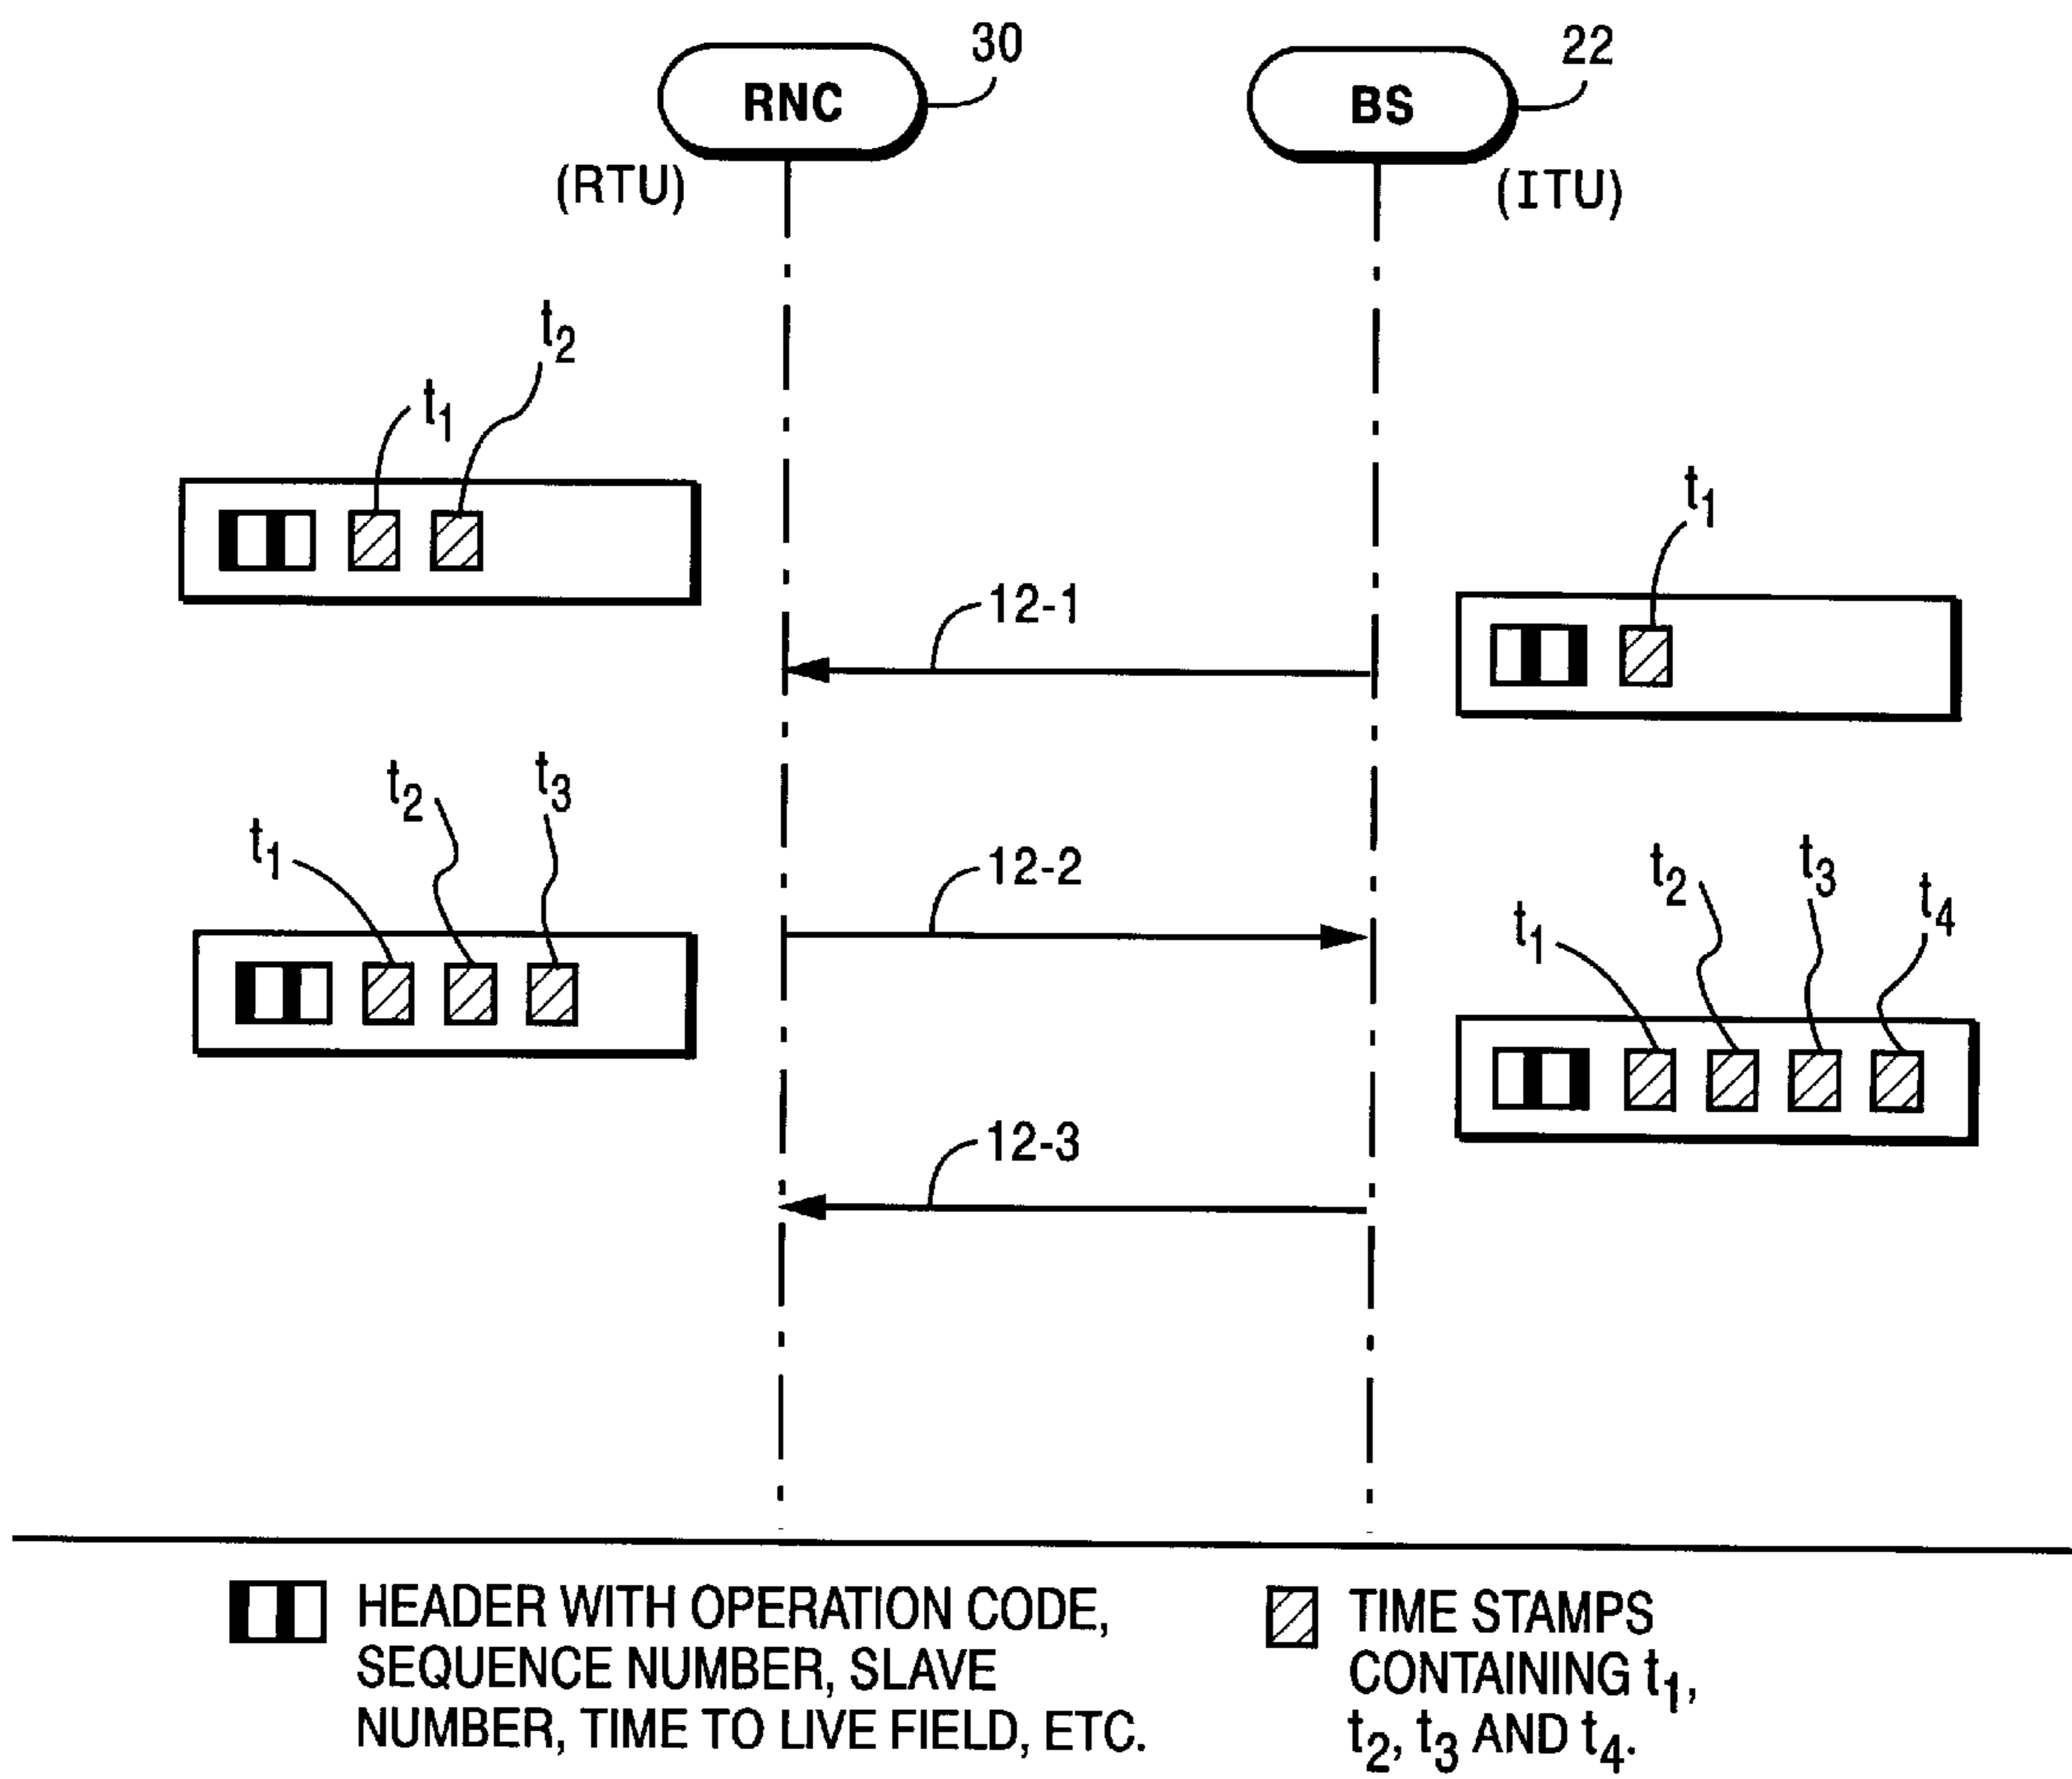 30
22
RNC
BS
(RTU)
(ITU)
t2
t1
t1
12-1
t2
t3
t1
12-2
t2
t3
t4
t1
12-3
HEADER WITH OPERATION CODE,
SEQUENCE NUMBER, SLAVE
NUMBER, TIME TO LIVE FIELD, ETC.
TIME STAMPS
CONTAINING t1,
t2, t3 AND t4.